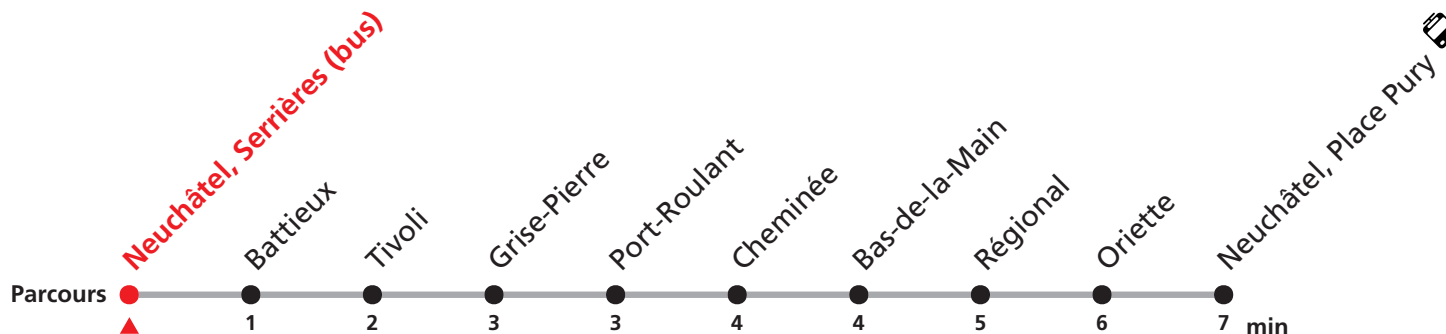 Neuchâtel, Serrières (bus)
Battieux
Tivoli
Grise-Pierre
Port-Roulant
Cheminée
Bas-de-la-Main
Régional
Oriette
Neuchâtel, Place Pury
Parcours
1 2 3 3 4 4 5 6 7 min